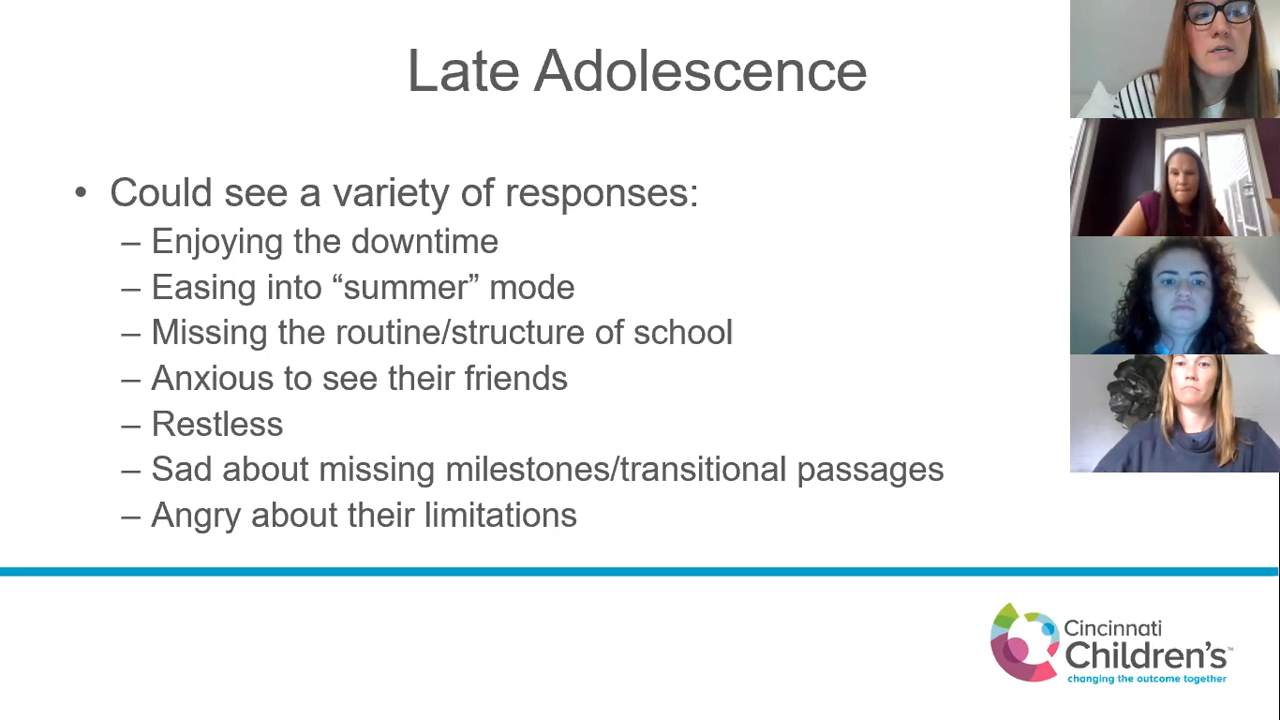 Late Adolescence
• Could see a variety of responses:
– Enjoying the downtime
– Easing into “summer” mode
– Missing the routine/structure of school
– Anxious to see their friends
– Restless
– Sad about missing milestones/transitional passages
– Angry about their limitations
Cincinnati
Children's™
changing the outcome together